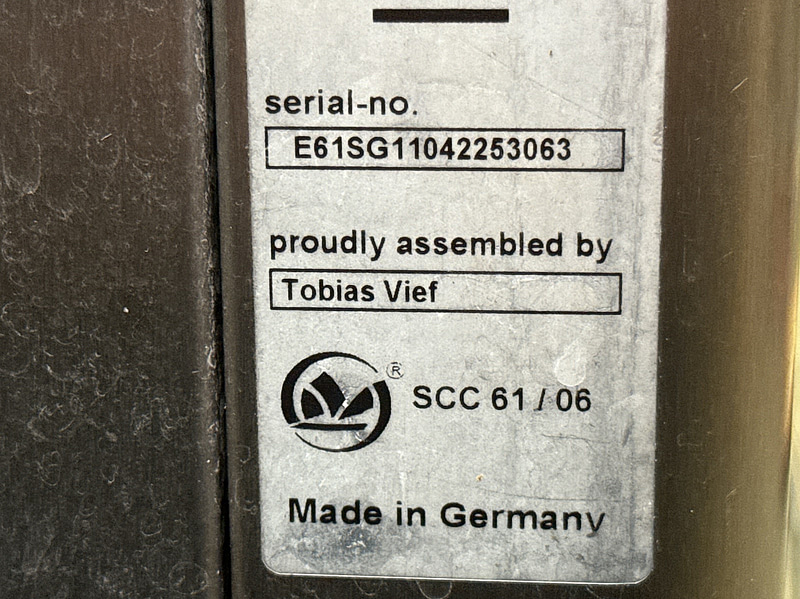 serial-no.
E61SG11042253063
proudly assembled by
Tobias Vief
® SCC 61 / 06
Made in Germany